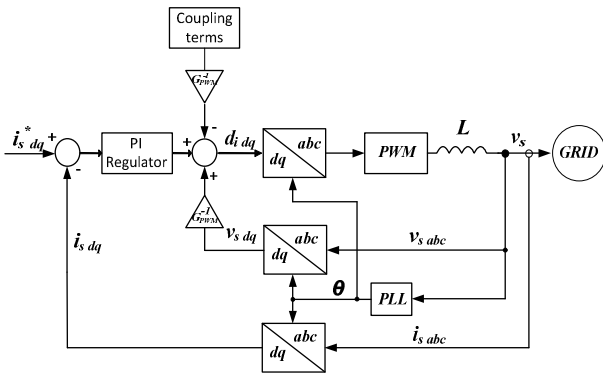 Coupling
terms
G⁻¹PWM
-
i*s dq
+
-
PI
Regulator
+
+
di dq
abc
dq
PWM
L
vs
GRID
G⁻¹PWM
is dq
vs dq
abc
dq
vs abc
θ
PLL
abc
dq
is abc